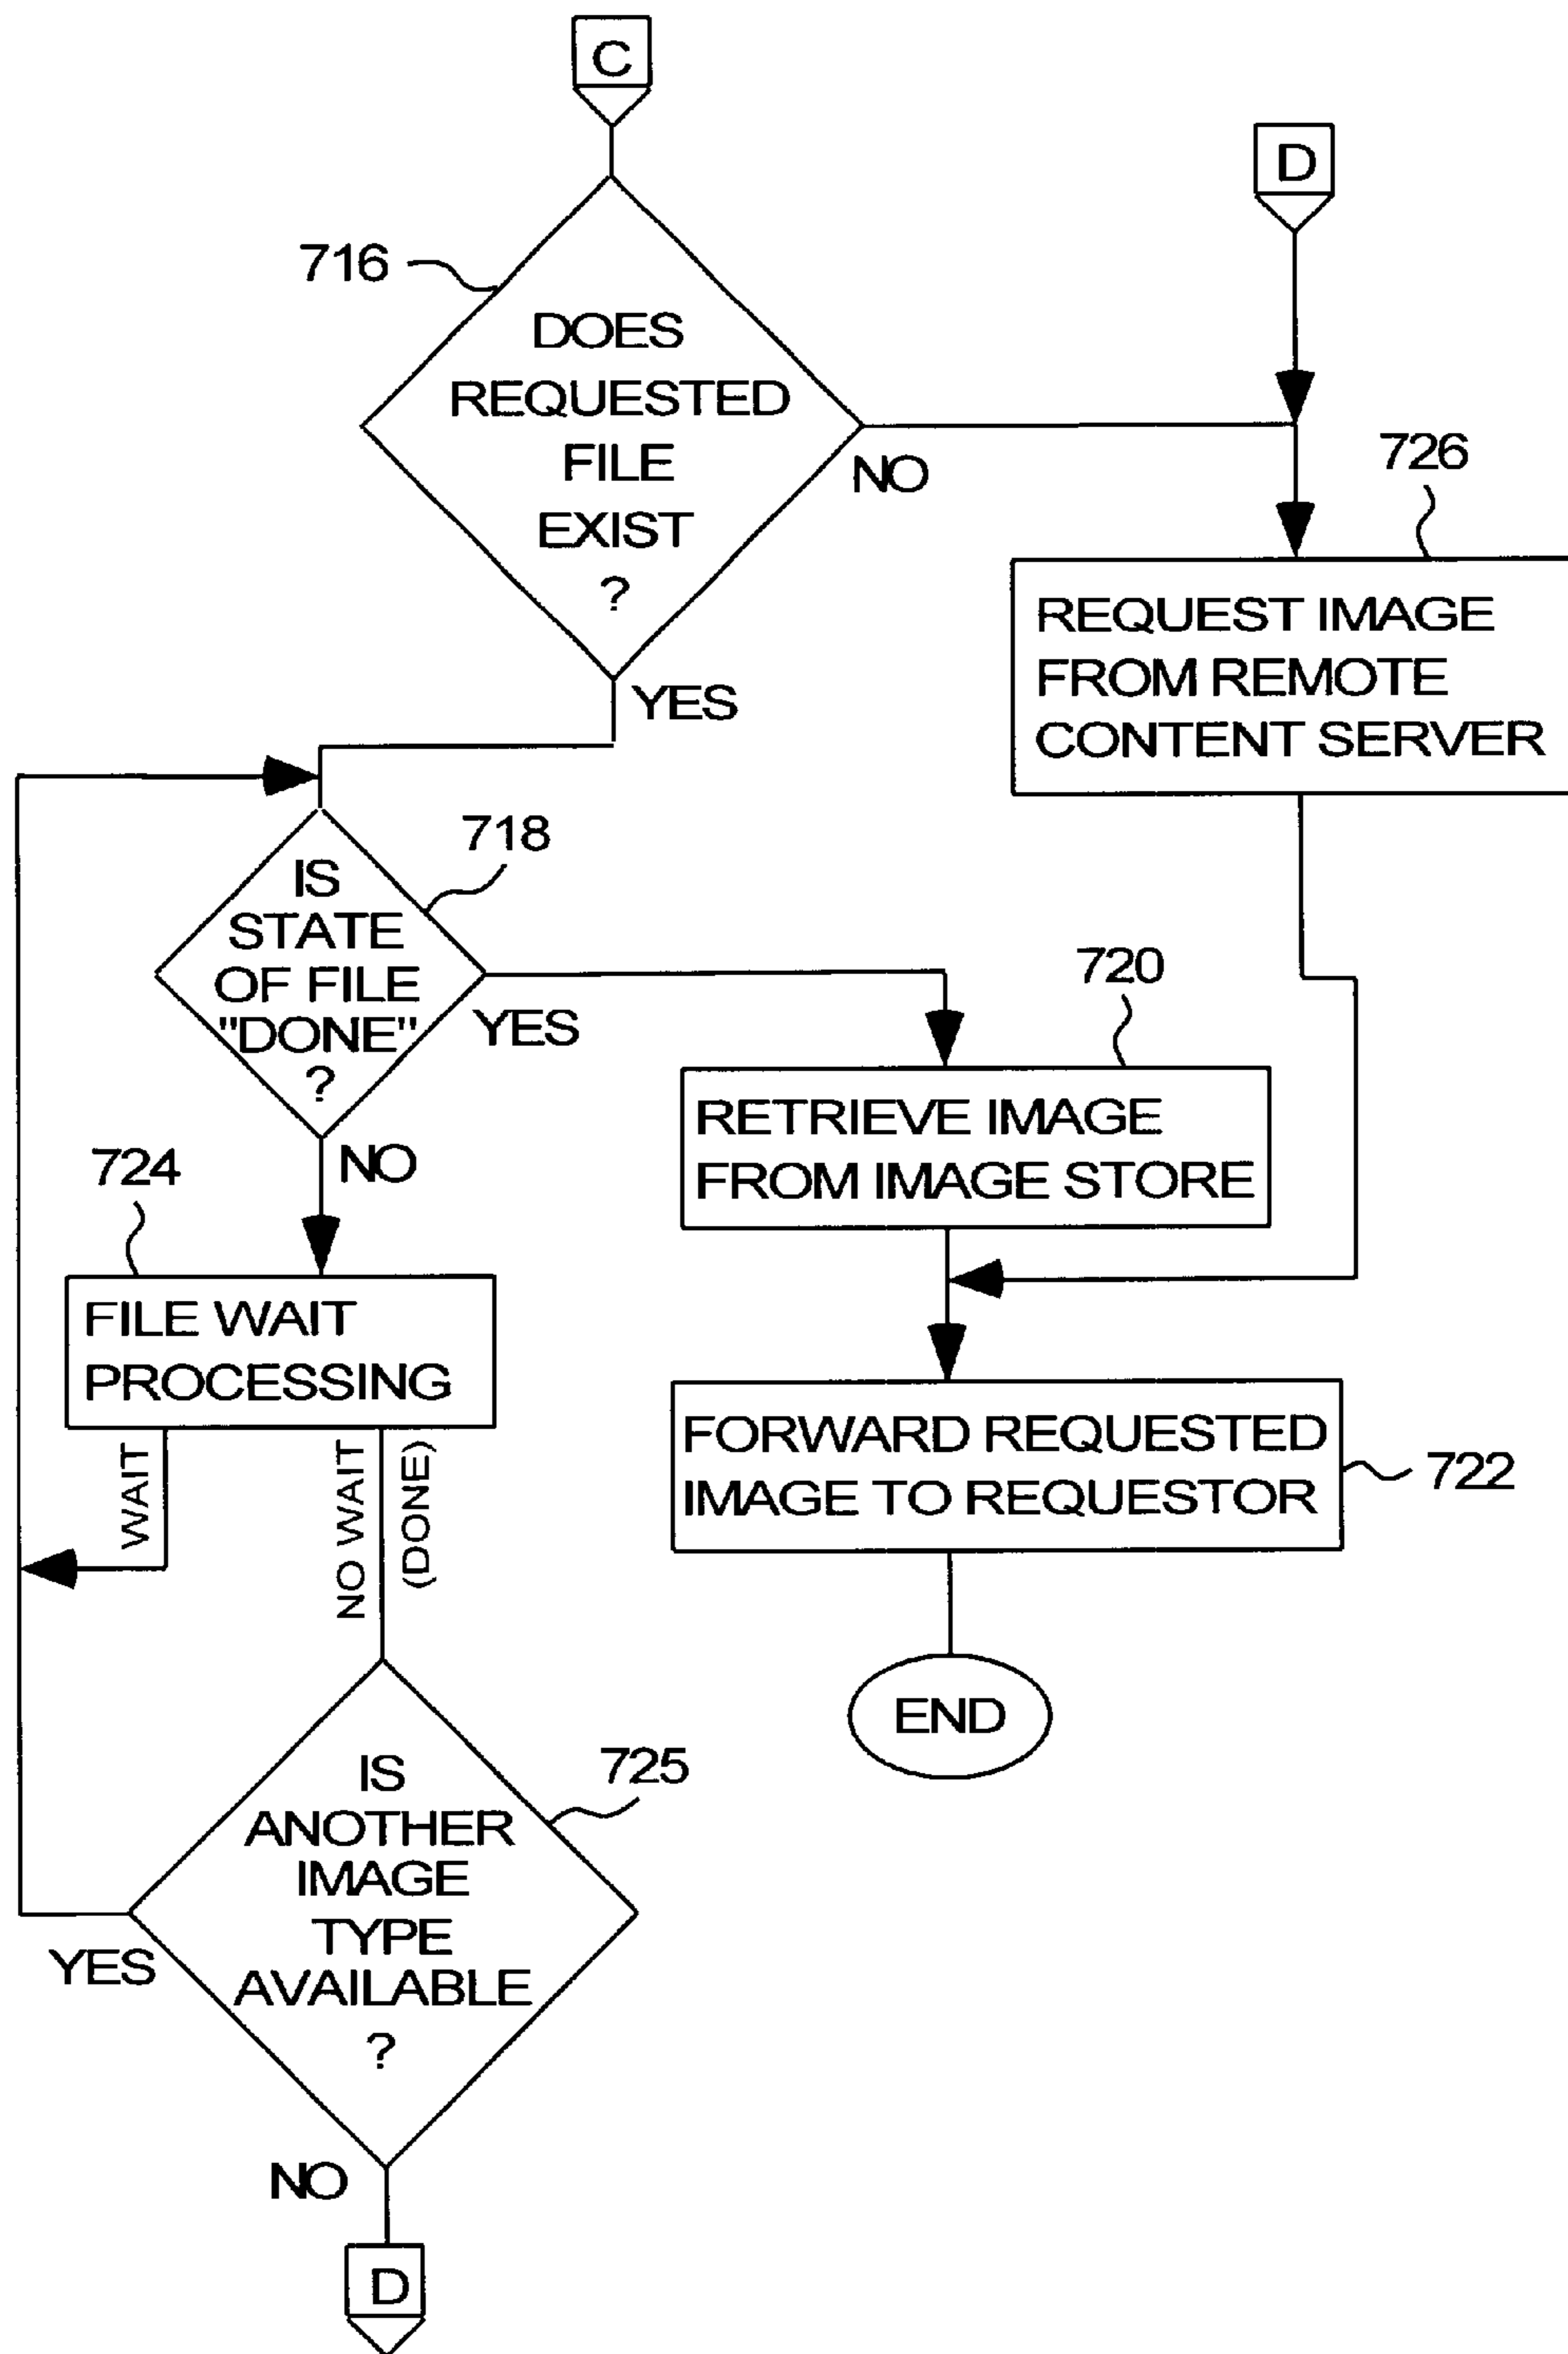 C
D
716
DOES
REQUESTED
FILE
EXIST
?
NO
YES
726
REQUEST IMAGE
FROM REMOTE
CONTENT SERVER
718
IS
STATE
OF FILE
"DONE"
?
YES
NO
720
RETRIEVE IMAGE
FROM IMAGE STORE
724
FILE WAIT
PROCESSING
WAIT
NO WAIT
(DONE)
FORWARD REQUESTED
IMAGE TO REQUESTOR
722
END
725
IS
ANOTHER
IMAGE
TYPE
AVAILABLE
?
YES
NO
D